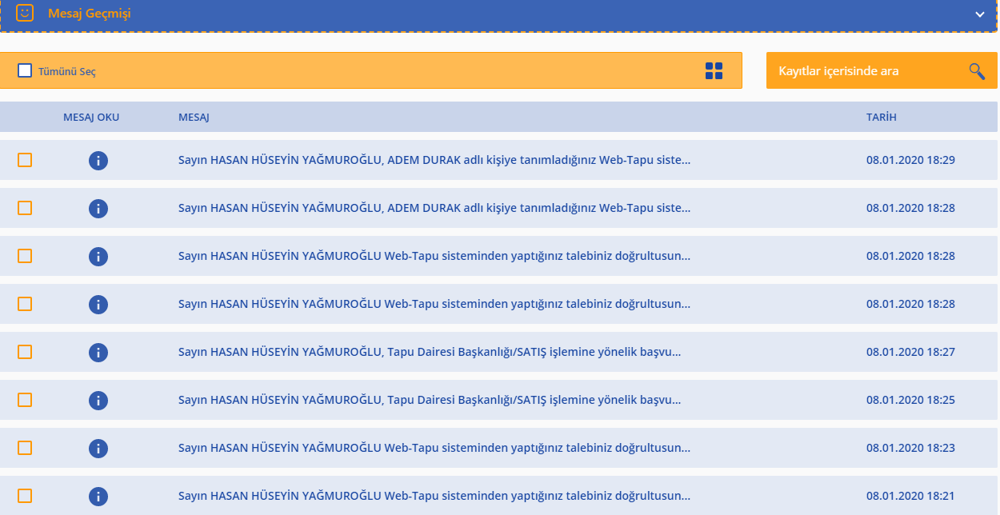 Mesaj Geçmişi
Tümünü Seç
Kayıtlar içerisinde ara
MESAJ OKU MESAJ TARİH
Sayın HASAN HÜSEYİN YAĞMUROĞLU, ADEM DURAK adlı kişiye tanımladığınız Web-Tapu siste... 08.01.2020 18:29
Sayın HASAN HÜSEYİN YAĞMUROĞLU, ADEM DURAK adlı kişiye tanımladığınız Web-Tapu siste... 08.01.2020 18:28
Sayın HASAN HÜSEYİN YAĞMUROĞLU Web-Tapu sisteminden yaptığınız talebiniz doğrultusun... 08.01.2020 18:28
Sayın HASAN HÜSEYİN YAĞMUROĞLU Web-Tapu sisteminden yaptığınız talebiniz doğrultusun... 08.01.2020 18:28
Sayın HASAN HÜSEYİN YAĞMUROĞLU, Tapu Dairesi Başkanlığı/SATIŞ işlemine yönelik başvu... 08.01.2020 18:27
Sayın HASAN HÜSEYİN YAĞMUROĞLU, Tapu Dairesi Başkanlığı/SATIŞ işlemine yönelik başvu... 08.01.2020 18:25
Sayın HASAN HÜSEYİN YAĞMUROĞLU Web-Tapu sisteminden yaptığınız talebiniz doğrultusun... 08.01.2020 18:23
Sayın HASAN HÜSEYİN YAĞMUROĞLU Web-Tapu sisteminden yaptığınız talebiniz doğrultusun... 08.01.2020 18:21